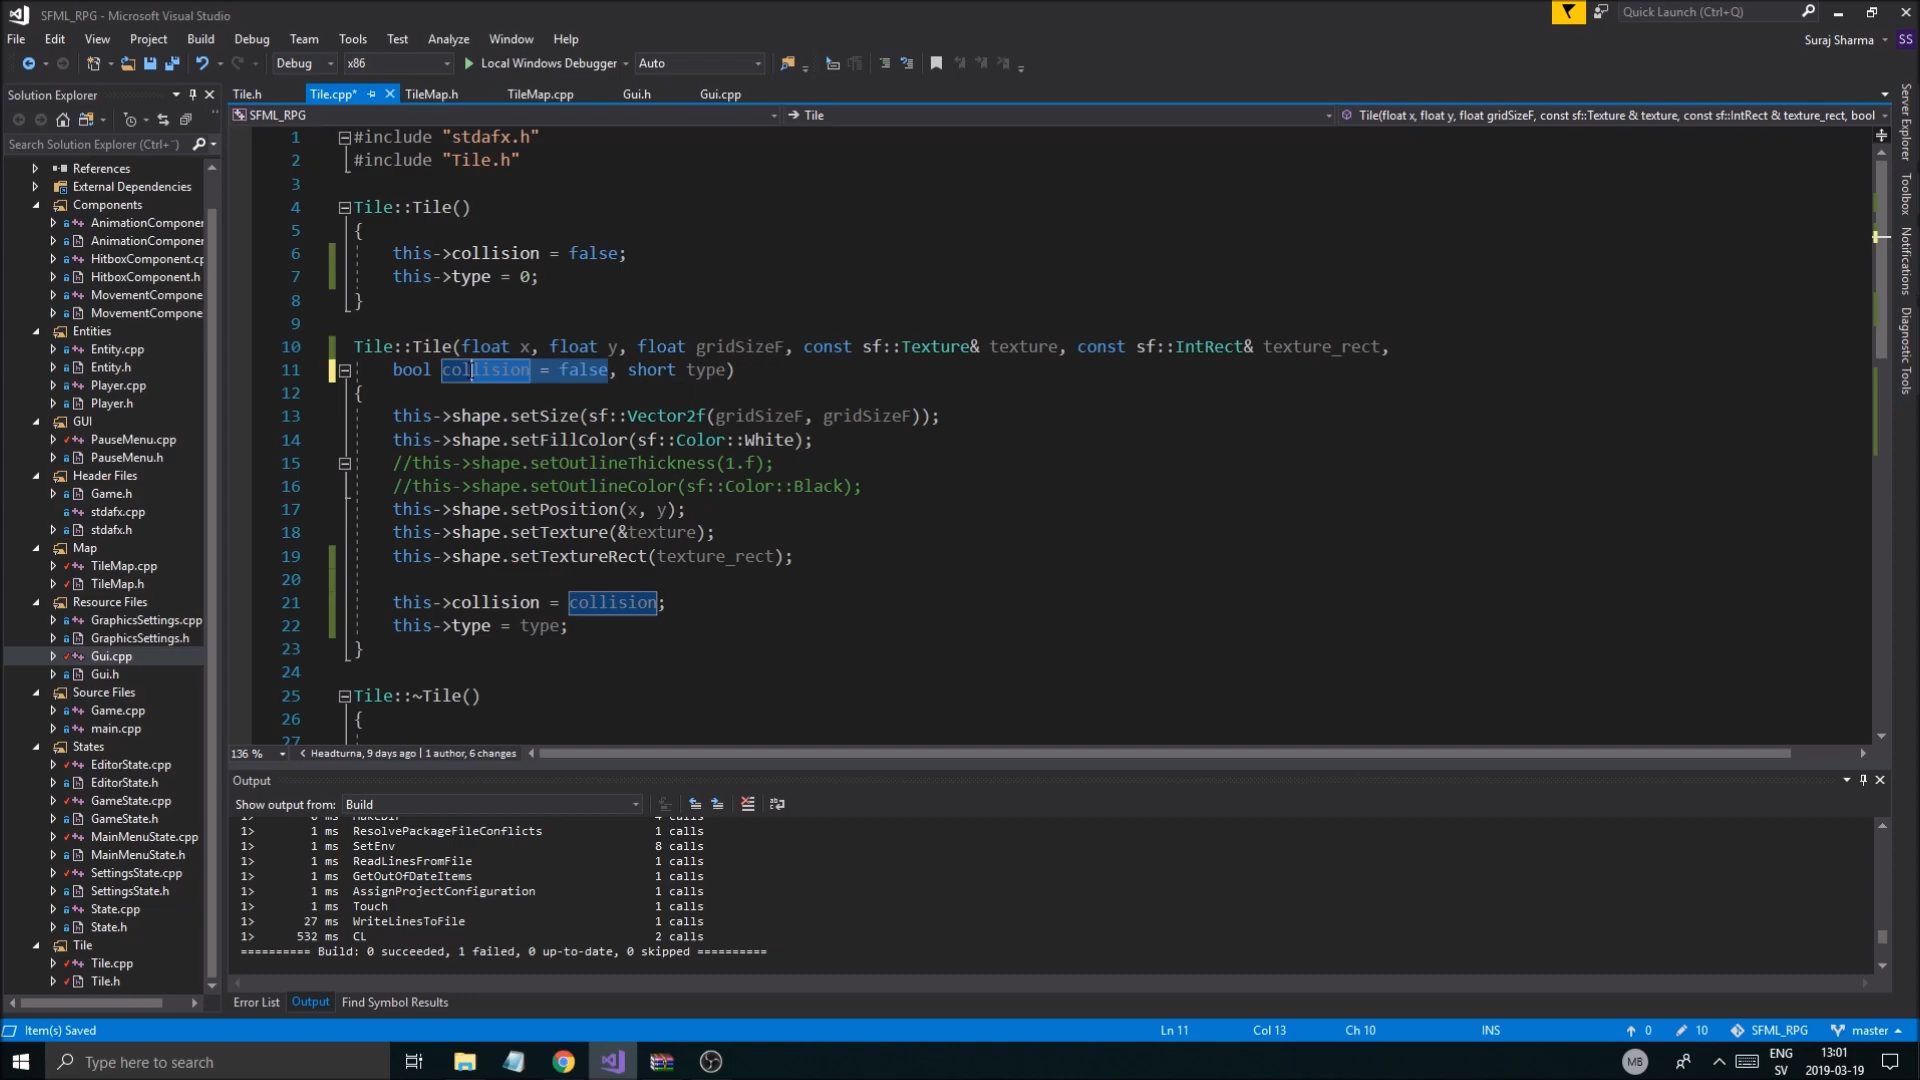 SFML_RPG - Microsoft Visual Studio
Quick Launch (Ctrl+Q)
File Edit View Project Build Debug Team Tools Test Analyze Window Help
Suraj Sharma SS
Debug x86 Local Windows Debugger Auto
Solution Explorer
Search Solution Explorer (Ctrl+¨)
References
External Dependencies
Components
AnimationComponen
AnimationComponen
HitboxComponent.cp
HitboxComponent.h
MovementCompone
MovementCompone
Entities
Entity.cpp
Entity.h
Player.cpp
Player.h
GUI
PauseMenu.cpp
PauseMenu.h
Header Files
Game.h
stdafx.cpp
stdafx.h
Map
TileMap.cpp
TileMap.h
Resource Files
GraphicsSettings.cpp
GraphicsSettings.h
Gui.cpp
Gui.h
Source Files
Game.cpp
main.cpp
States
EditorState.cpp
EditorState.h
GameState.cpp
GameState.h
MainMenuState.cpp
MainMenuState.h
SettingsState.cpp
SettingsState.h
State.cpp
State.h
Tile
Tile.cpp
Tile.h
Tile.h Tile.cpp* TileMap.h TileMap.cpp Gui.h Gui.cpp
SFML_RPG Tile Tile(float x, float y, float gridSizeF, const sf::Texture & texture, const sf::IntRect & texture_rect, bool
1 #include "stdafx.h"
2 #include "Tile.h"
3
4 Tile::Tile()
5 {
6 this->collision = false;
7 this->type = 0;
8 }
9
10 Tile::Tile(float x, float y, float gridSizeF, const sf::Texture& texture, const sf::IntRect& texture_rect,
11 bool collision = false, short type)
12 {
13 this->shape.setSize(sf::Vector2f(gridSizeF, gridSizeF));
14 this->shape.setFillColor(sf::Color::White);
15 //this->shape.setOutlineThickness(1.f);
16 //this->shape.setOutlineColor(sf::Color::Black);
17 this->shape.setPosition(x, y);
18 this->shape.setTexture(&texture);
19 this->shape.setTextureRect(texture_rect);
20
21 this->collision = collision;
22 this->type = type;
23 }
24
25 Tile::~Tile()
26 {
27
136 % Headturna, 9 days ago | 1 author, 6 changes
Server Explorer
Toolbox
Notifications
Diagnostic Tools
Output
Show output from: Build
1> 1 ms ResolvePackageFileConflicts 1 calls
1> 1 ms SetEnv 8 calls
1> 1 ms ReadLinesFromFile 1 calls
1> 1 ms GetOutOfDateItems 1 calls
1> 1 ms AssignProjectConfiguration 1 calls
1> 1 ms Touch 1 calls
1> 27 ms WriteLinesToFile 1 calls
1> 532 ms CL 2 calls
========== Build: 0 succeeded, 1 failed, 0 up-to-date, 0 skipped ==========
Error List Output Find Symbol Results
Item(s) Saved Ln 11 Col 13 Ch 10 INS 0 10 SFML_RPG master
Type here to search MB ENG SV 13:01 2019-03-19